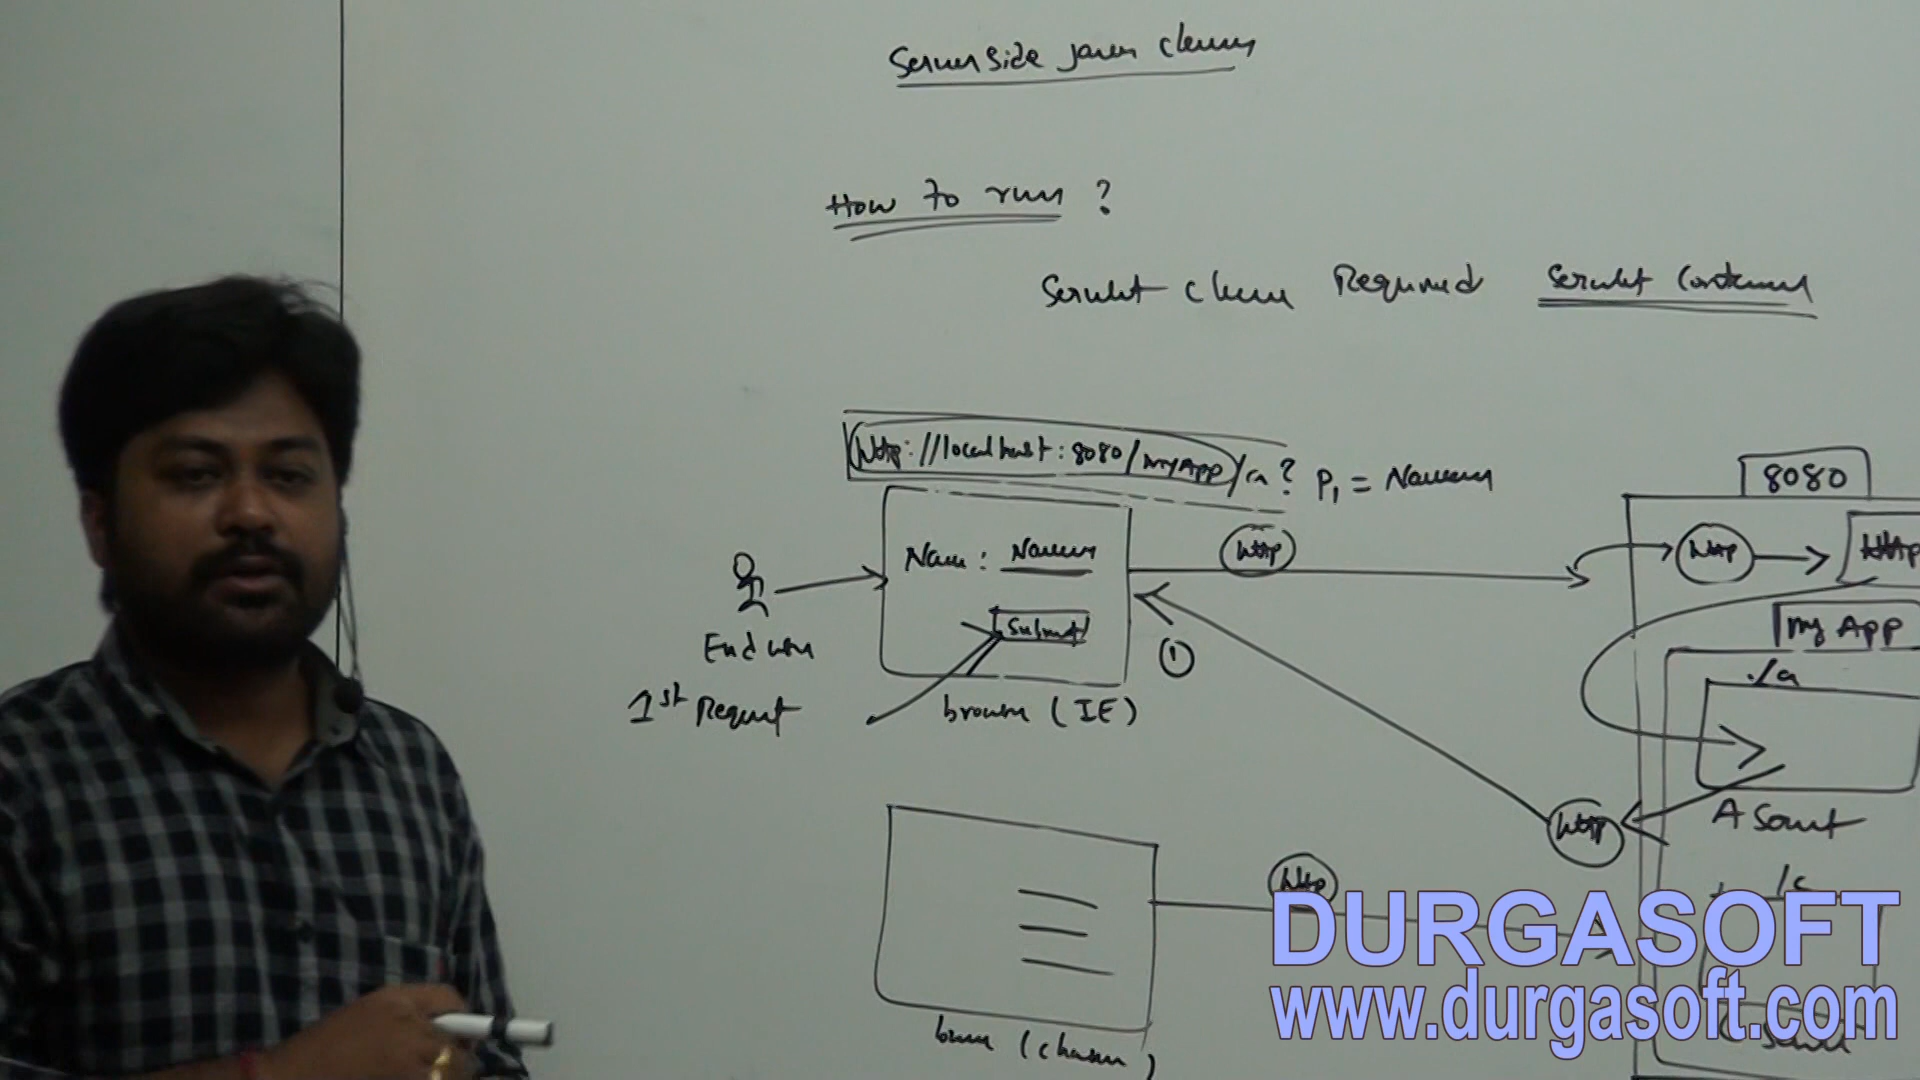 Server side java class
How to run ?
Servlet class Required Servlet Container
http://localhost:8080/myApp/a? P1 = Naveen
8080
Name : Naveen
http
http
http
Submit
1
myApp
/a
End user
1st Request
browser (IE)
A Servlet
http
http
/c
browser (chrome)
C Servlet
DURGASOFT
www.durgasoft.com